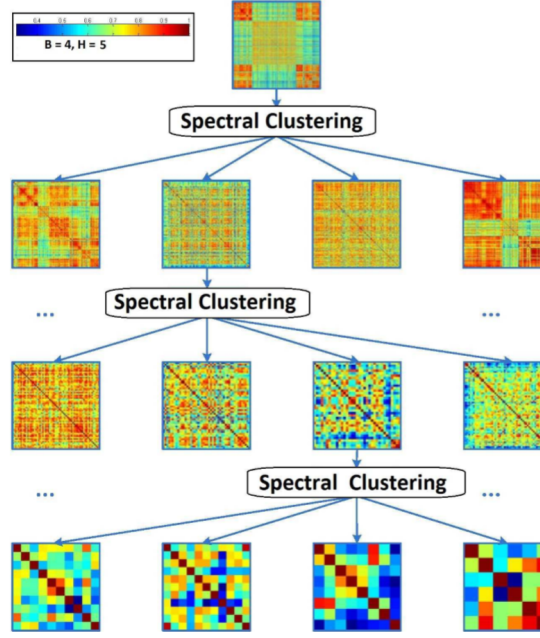 0.4 0.5 0.6 0.7 0.8 0.9 1
B = 4, H = 5
Spectral Clustering
Spectral Clustering
... ...
Spectral Clustering
... ...